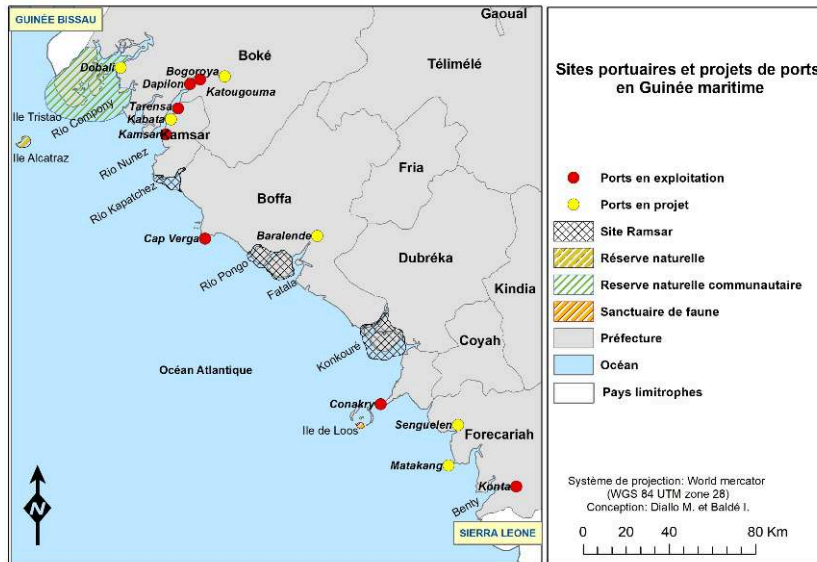 GUINÉE BISSAU
Gaoual
Boké
Télimélé
Dobali
Bogoroya
Dapilon
Katougouma
Tarensa
Kabata
Kamsar
Kamsar
Ile Tristao
Rio Compony
Ile Alcatraz
Rio Nunez
Rio Kapatchez
Fria
Boffa
Cap Verga
Baralende
Dubréka
Rio Pongo
Fatala
Kindia
Konkouré
Coyah
Océan Atlantique
Conakry
Ile de Loos
Senguelen
Forecariah
Matakang
Konta
Benty
SIERRA LEONE
N
Sites portuaires et projets de ports
en Guinée maritime
Ports en exploitation
Ports en projet
Site Ramsar
Réserve naturelle
Reserve naturelle communautaire
Sanctuaire de faune
Préfecture
Océan
Pays limitrophes
Système de projection: World mercator
(WGS 84 UTM zone 28)
Conception: Diallo M. et Baldé I.
0 20 40 80 Km